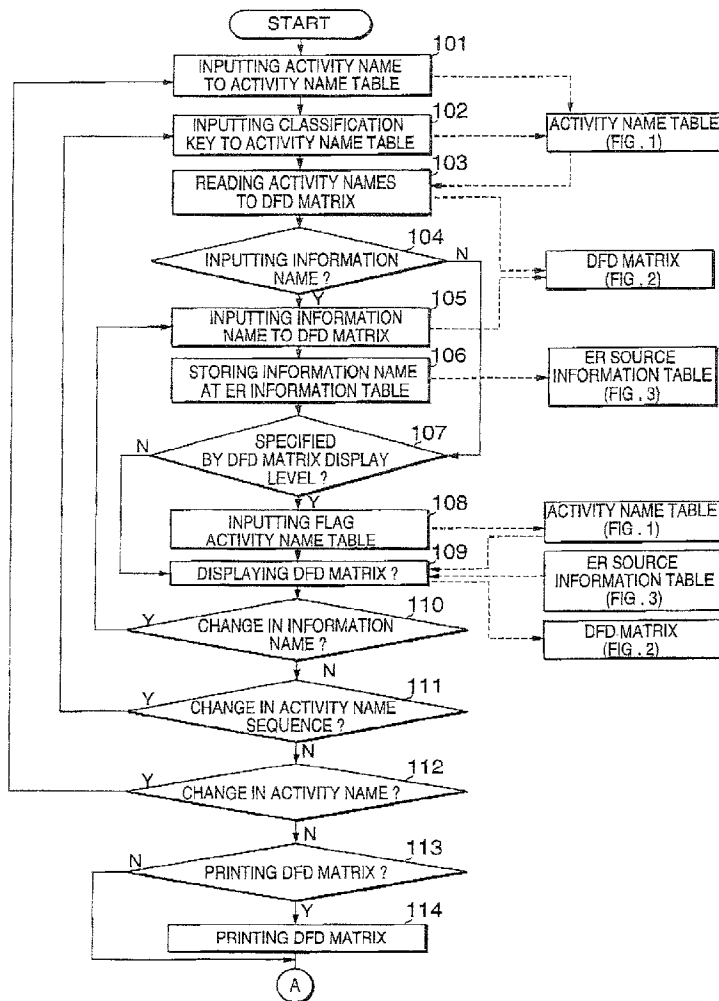 START
101
INPUTTING ACTIVITY NAME
TO ACTIVITY NAME TABLE
102
INPUTTING CLASSIFICATION
KEY TO ACTIVITY NAME TABLE
ACTIVITY NAME TABLE
(FIG. 1)
103
READING ACTIVITY NAMES
TO DFD MATRIX
104
INPUTTING INFORMATION
NAME ?
N
Y
DFD MATRIX
(FIG. 2)
105
INPUTTING INFORMATION
NAME TO DFD MATRIX
106
STORING INFORMATION NAME
AT ER INFORMATION TABLE
ER SOURCE
INFORMATION TABLE
(FIG. 3)
107
N
SPECIFIED
BY DFD MATRIX DISPLAY
LEVEL ?
Y
108
INPUTTING FLAG
ACTIVITY NAME TABLE
ACTIVITY NAME TABLE
(FIG. 1)
109
DISPLAYING DFD MATRIX ?
ER SOURCE
INFORMATION TABLE
(FIG. 3)
DFD MATRIX
(FIG. 2)
110
Y
CHANGE IN INFORMATION
NAME ?
N
111
Y
CHANGE IN ACTIVITY NAME
SEQUENCE ?
N
112
Y
CHANGE IN ACTIVITY NAME ?
N
113
N
PRINTING DFD MATRIX ?
Y
114
PRINTING DFD MATRIX
A